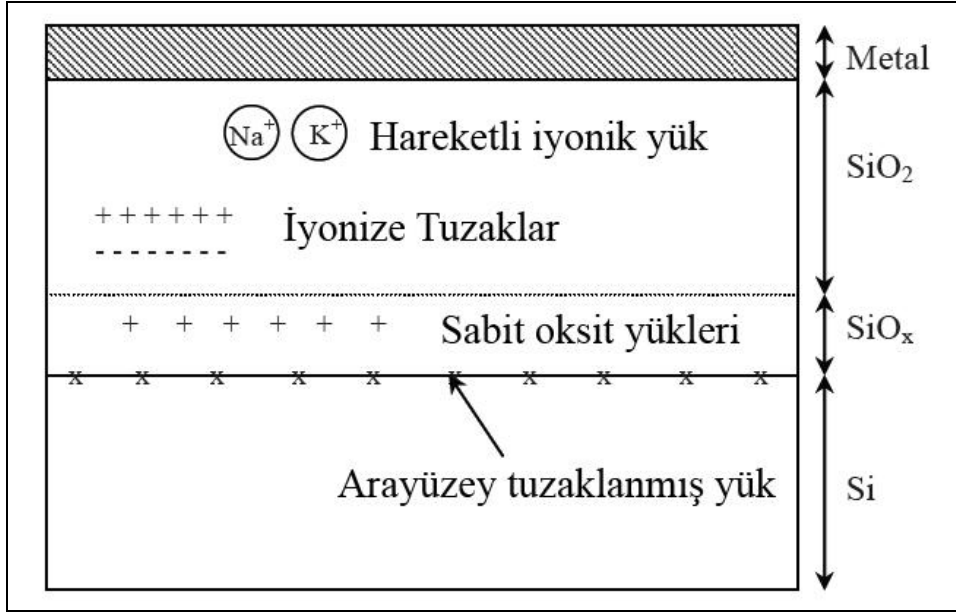 Metal
Na+ K+ Hareketli iyonik yük
SiO2
+ + + + + + İyonize Tuzaklar
- - - - - - - -
+ + + + + + Sabit oksit yükleri
SiOx
x x x x x x x x x x
Arayüzey tuzaklanmış yük
Si